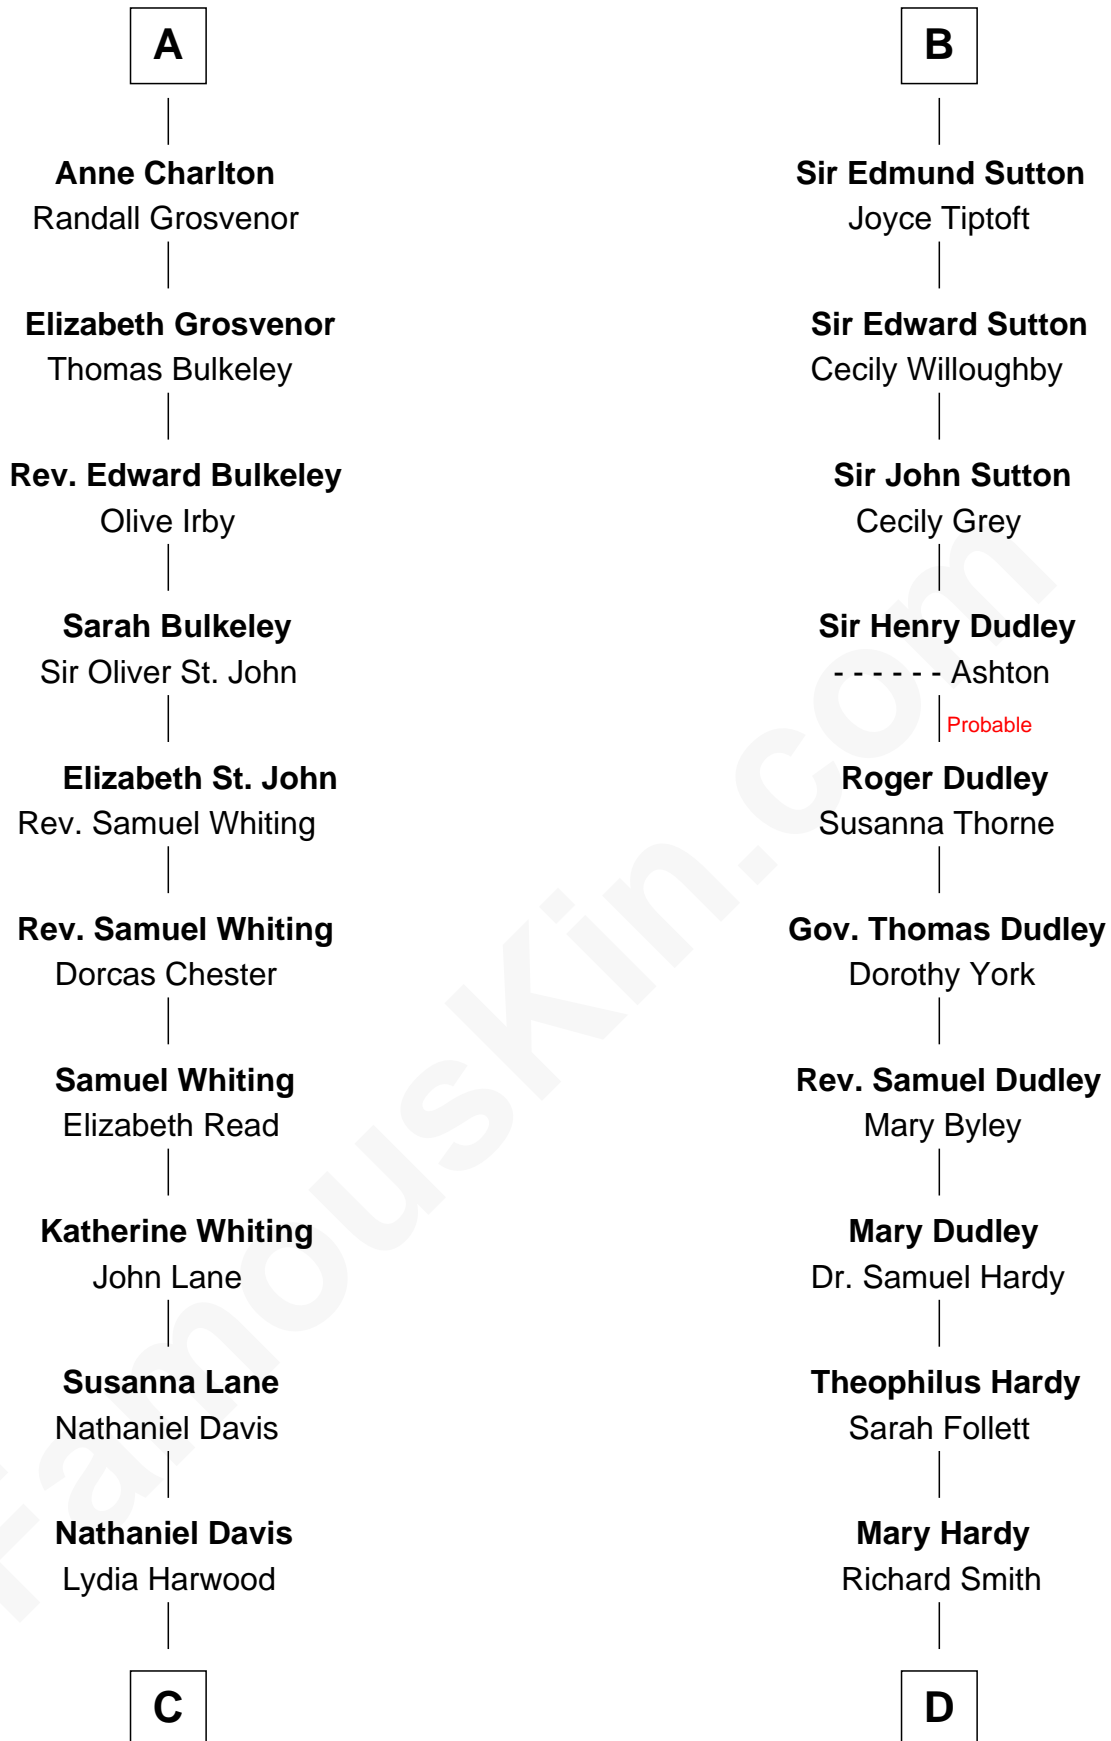 A
Anne Charlton
Randall Grosvenor
Elizabeth Grosvenor
Thomas Bulkeley
Rev. Edward Bulkeley
Olive Irby
Sarah Bulkeley
Sir Oliver St. John
Elizabeth St. John
Rev. Samuel Whiting
Rev. Samuel Whiting
Dorcas Chester
Samuel Whiting
Elizabeth Read
Katherine Whiting
John Lane
Susanna Lane
Nathaniel Davis
Nathaniel Davis
Lydia Harwood
C
B
Sir Edmund Sutton
Joyce Tiptoft
Sir Edward Sutton
Cecily Willoughby
Sir John Sutton
Cecily Grey
Sir Henry Dudley
- - - - - - Ashton
Probable
Roger Dudley
Susanna Thorne
Gov. Thomas Dudley
Dorothy York
Rev. Samuel Dudley
Mary Byley
Mary Dudley
Dr. Samuel Hardy
Theophilus Hardy
Sarah Follett
Mary Hardy
Richard Smith
D
FamousKin.com